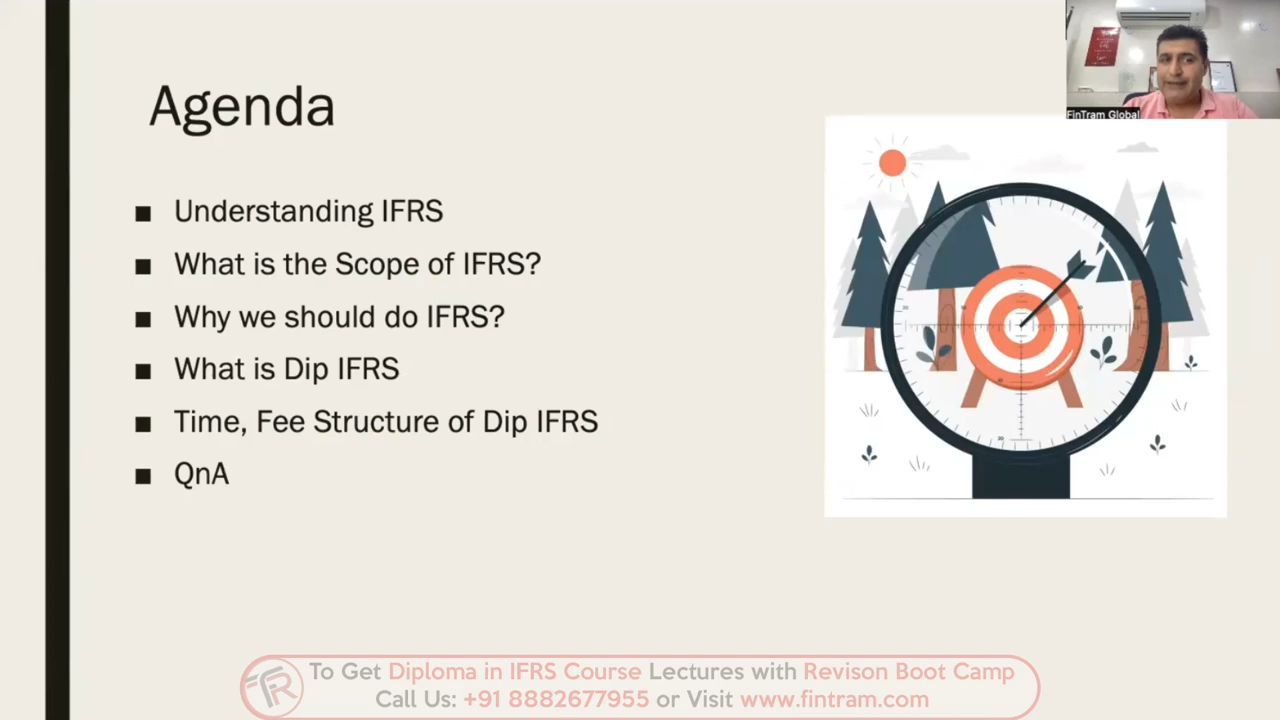 Agenda
FinTram Global
■ Understanding IFRS
■ What is the Scope of IFRS?
■ Why we should do IFRS?
■ What is Dip IFRS
■ Time, Fee Structure of Dip IFRS
■ QnA
To Get Diploma in IFRS Course Lectures with Revison Boot Camp
Call Us: +91 8882677955 or Visit www.fintram.com